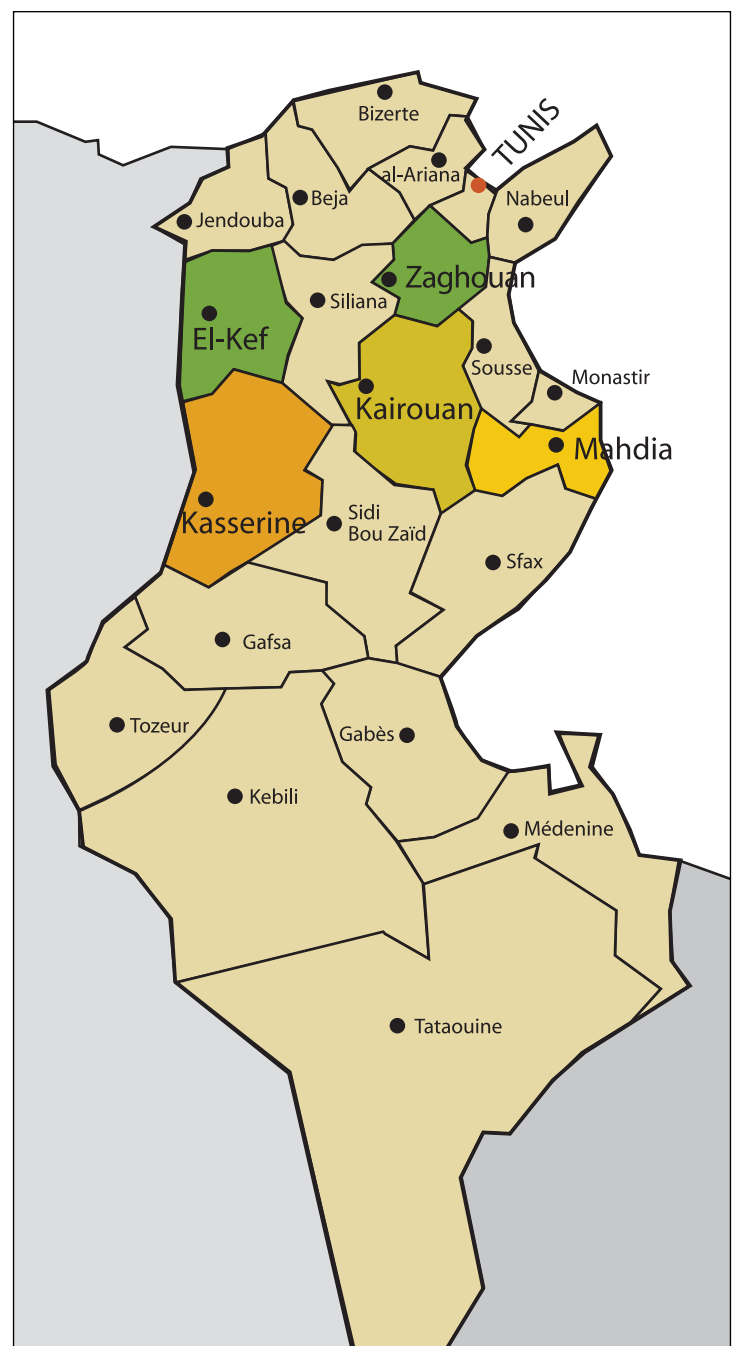 Bizerte
TUNIS
al-Ariana
Beja
Nabeul
Jendouba
Zaghouan
Siliana
El-Kef
Sousse
Monastir
Kairouan
Mahdia
Kasserine
Sidi
Bou Zaïd
Sfax
Gafsa
Tozeur
Gabès
Kebili
Médenine
Tataouine